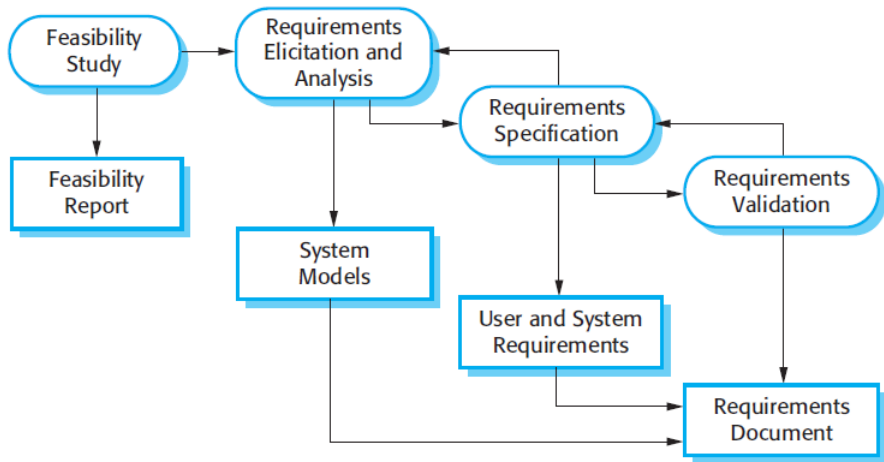 Feasibility
Study
Requirements
Elicitation and
Analysis
Requirements
Specification
Requirements
Validation
Feasibility
Report
System
Models
User and System
Requirements
Requirements
Document